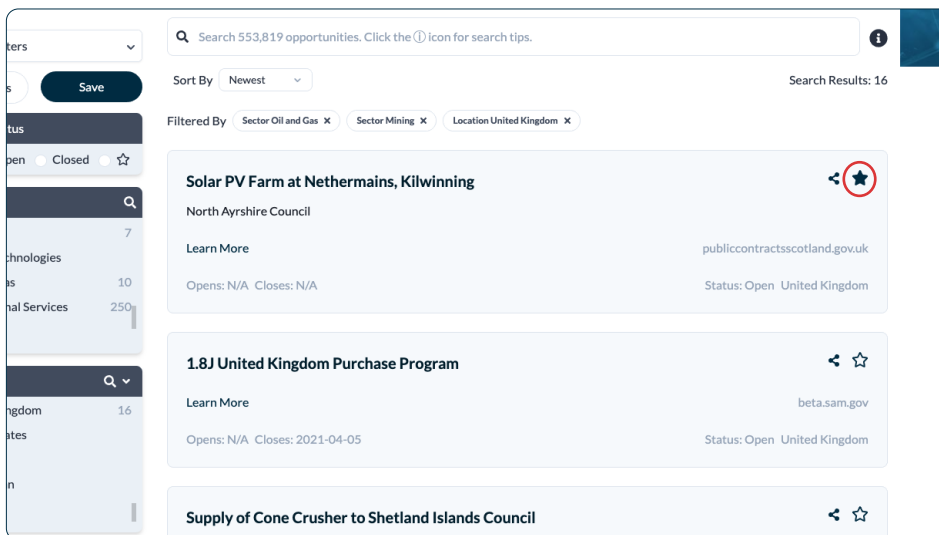 Search 553,819 opportunities. Click the ⓘ icon for search tips.
Save
Sort By Newest
Search Results: 16
Filtered By Sector Oil and Gas × Sector Mining × Location United Kingdom ×
Closed
7
10
250
16
Solar PV Farm at Nethermains, Kilwinning
North Ayrshire Council
Learn More
publiccontractsscotland.gov.uk
Opens: N/A Closes: N/A
Status: Open United Kingdom
1.8J United Kingdom Purchase Program
Learn More
beta.sam.gov
Opens: N/A Closes: 2021-04-05
Status: Open United Kingdom
Supply of Cone Crusher to Shetland Islands Council